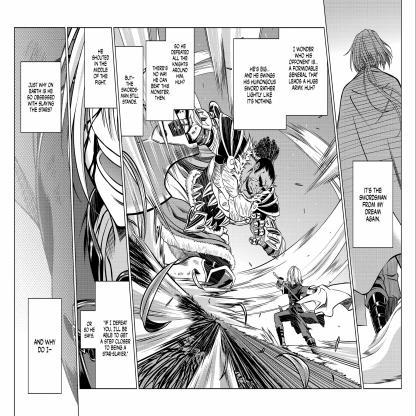 IT'S THE
SWORDSMAN
FROM MY
DREAM
AGAIN.
I WONDER
WHO HIS
OPPONENT IS...
A FORMIDABLE
GENERAL THAT
LEADS A HUGE
ARMY, HUH?
HE'S BIG...
AND HE SWINGS
HIS HUMONGOUS
SWORD RATHER
LIGHTLY LIKE
IT'S NOTHING.
SO HE
DEFEATED
ALL THE
KNIGHTS
AROUND
HIM,
HUH?
THERE'S
NO WAY HE
CAN BEAT
THIS
MONSTER,
THEN.
BUT—
THE
SWORDS-
MAN STILL
STANDS.
HE
SHOUTED
IN THE
MIDDLE
OF THE
FIGHT.
"IF I DEFEAT
YOU, I'LL BE
ABLE TO GET
A STEP CLOSER
TO BEING A
STAR-SLAYER."
OR
SO HE
SAYS.
JUST WHY ON
EARTH IS HE
SO OBSESSED
WITH SLAYING
THE STARS?
AND WHY
DO I—